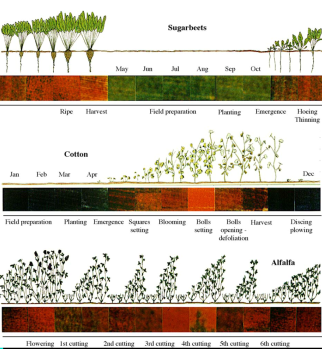 Sugarbeets
May Jun Jul Aug Sep Oct
Ripe Harvest Field preparation Planting Emergence Hoeing
Thinning
Cotton
Jan Feb Mar Apr Dec
Field preparation Planting Emergence Squares setting Blooming Bolls setting Bolls opening - defoliation Harvest Discing plowing
Alfalfa
Flowering 1st cutting 2nd cutting 3rd cutting 4th cutting 5th cutting 6th cutting